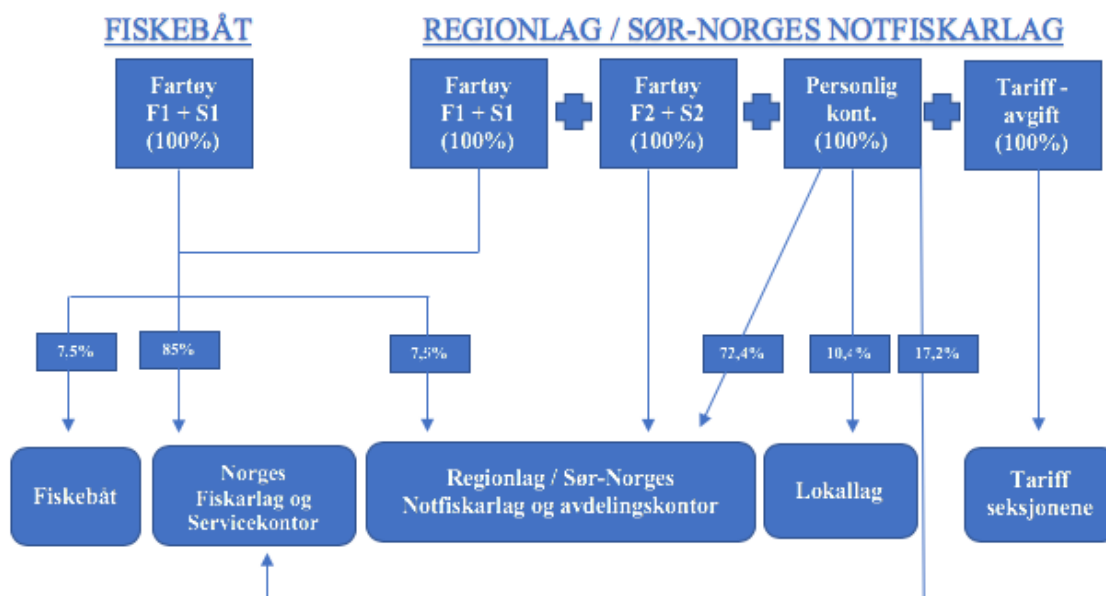 FISKEBÅT
REGIONLAG / SØR-NORGES NOTFISKARLAG
Fartøy
F1 + S1
(100%)
Fartøy
F1 + S1
(100%)
Fartøy
F2 + S2
(100%)
Personlig
kont.
(100%)
Tariff -
avgift
(100%)
7.5%
85%
7,5%
72,4%
10,4%
17,2%
Fiskebåt
Norges
Fiskarlag og
Servicekontor
Regionlag / Sør-Norges
Notfiskarlag og avdelingskontor
Lokallag
Tariff
seksjonene